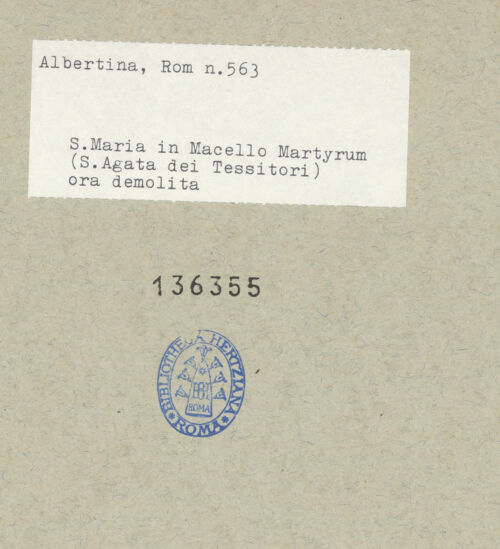 Albertina, Rom n.563
S.Maria in Macello Martyrum
(S.Agata dei Tessitori)
ora demolita
136355
BIBLIOTHECA HERTZIANA
ROMA
ROMA